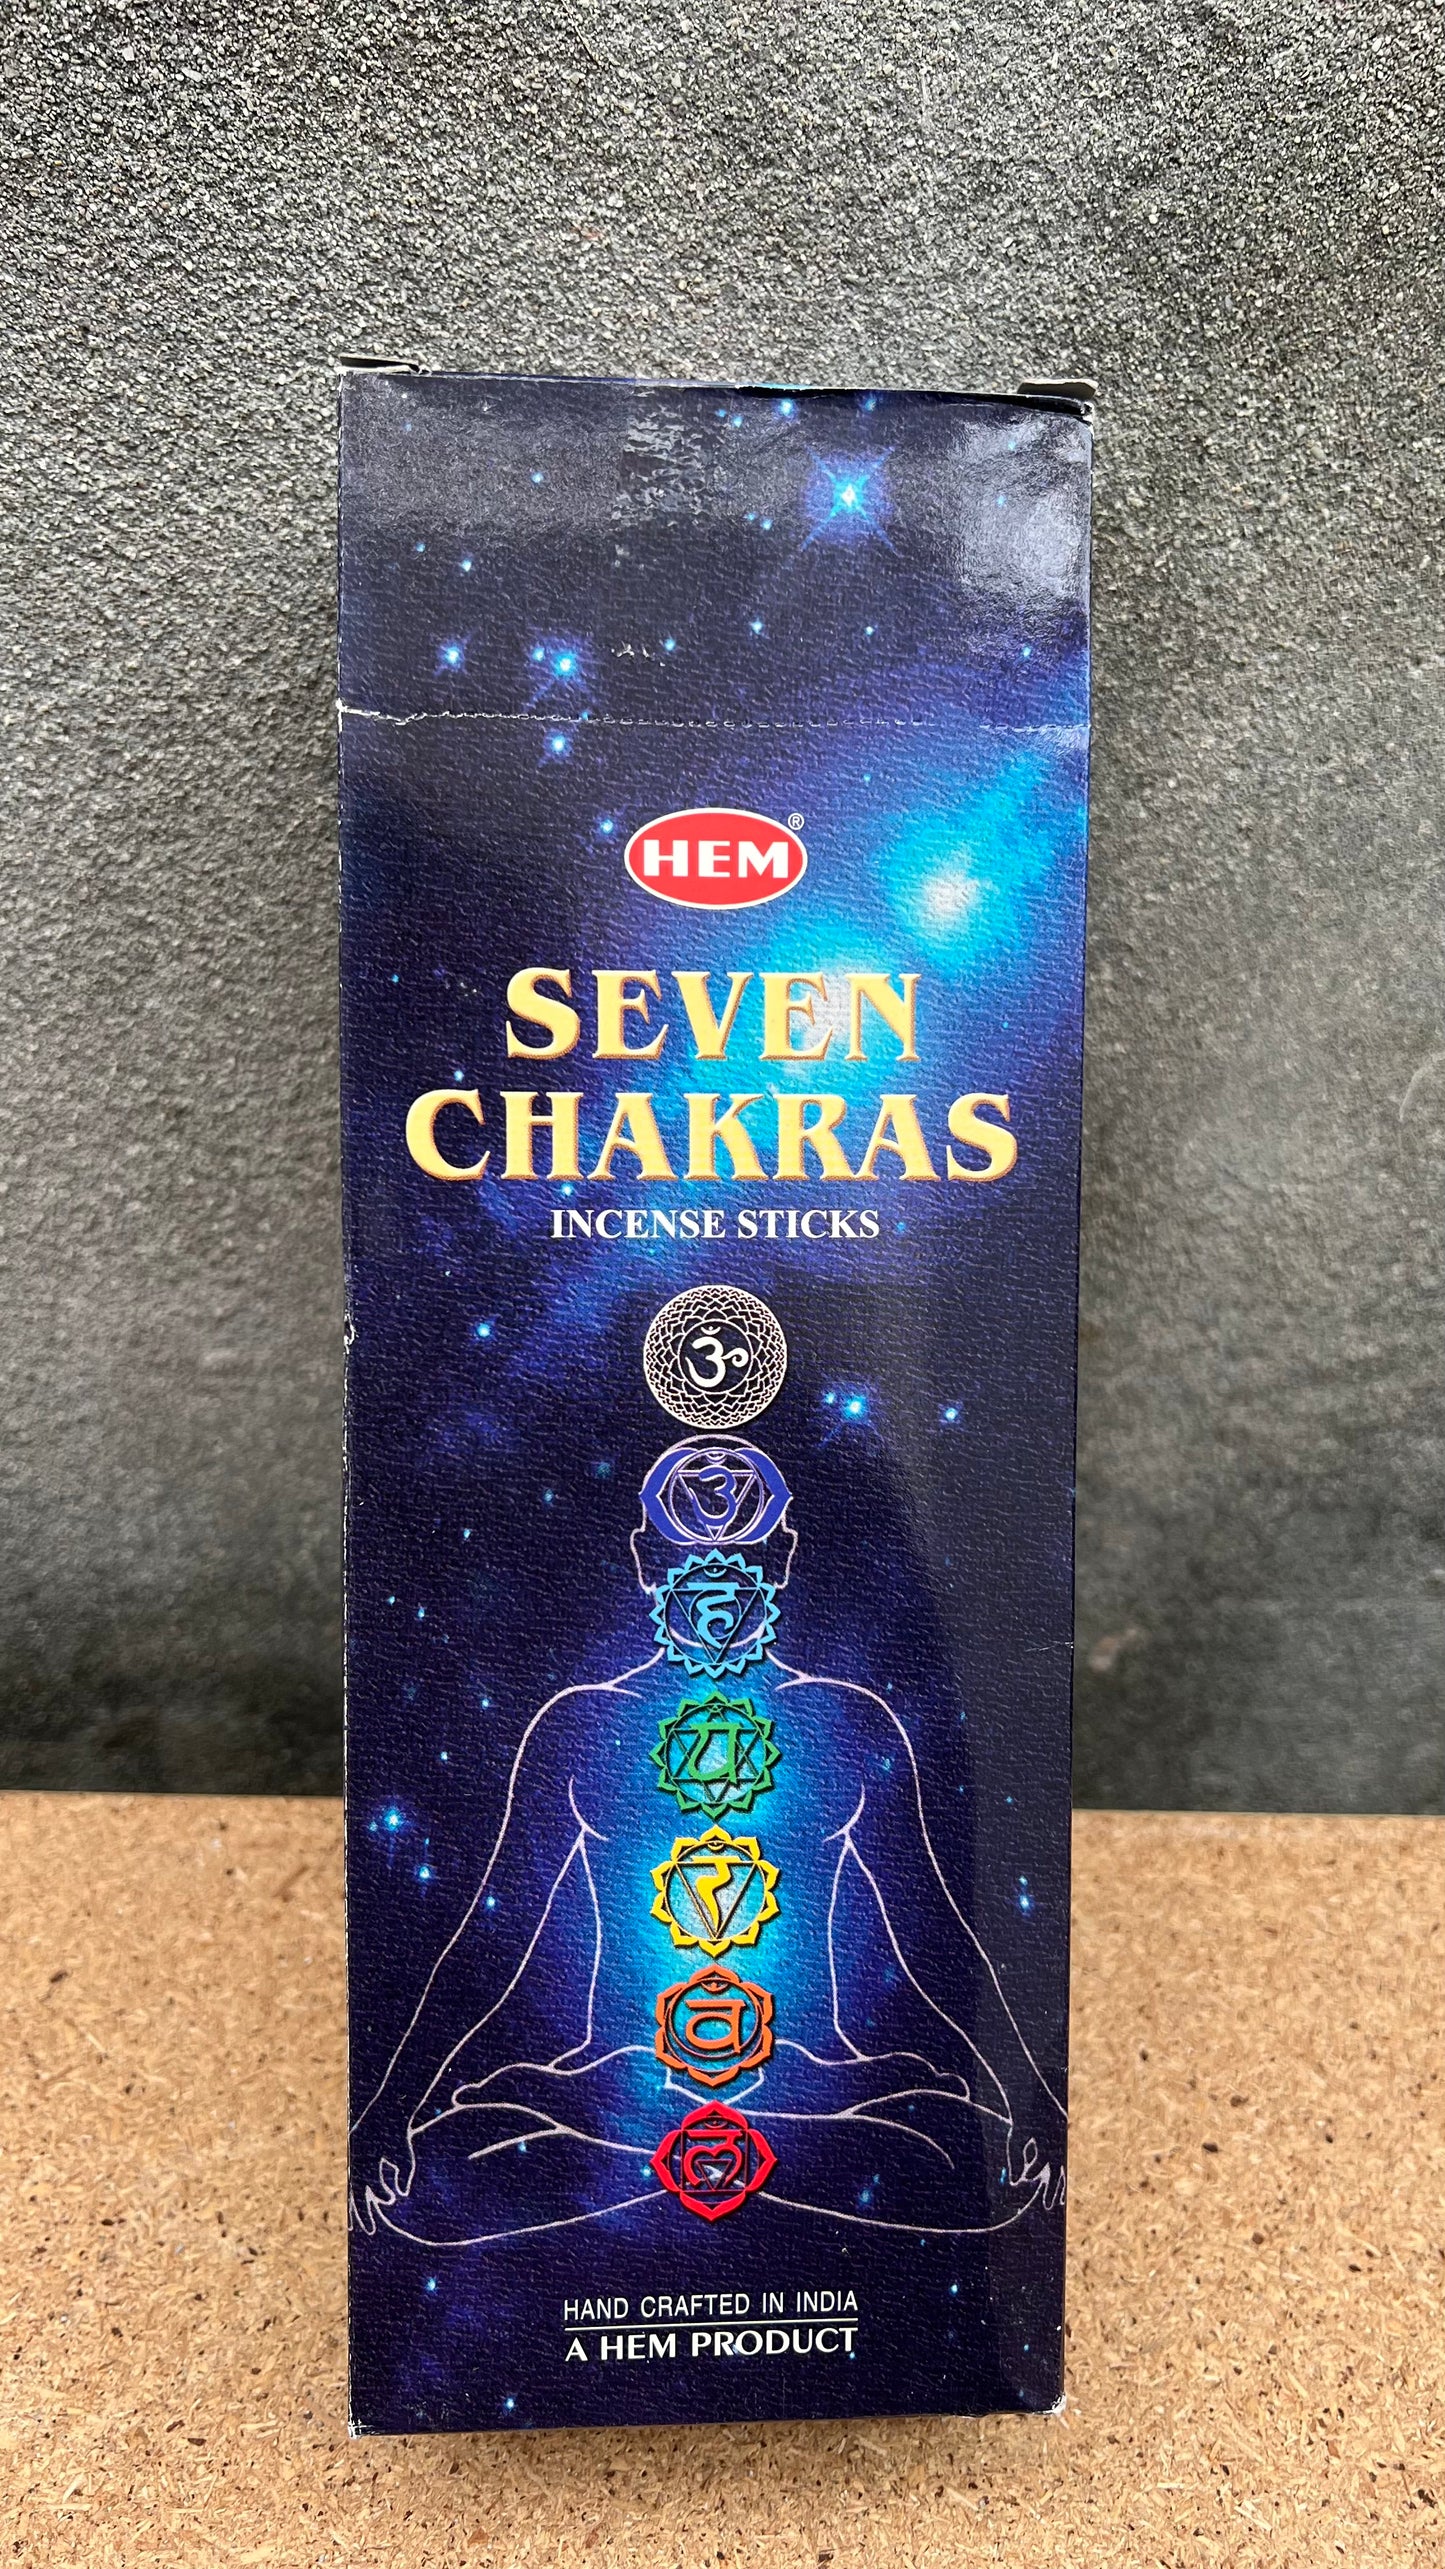 HEM®
SEVEN
CHAKRAS
INCENSE STICKS
ॐ
ॐ
हं
यं
रं
वं
लं
HAND CRAFTED IN INDIA
A HEM PRODUCT